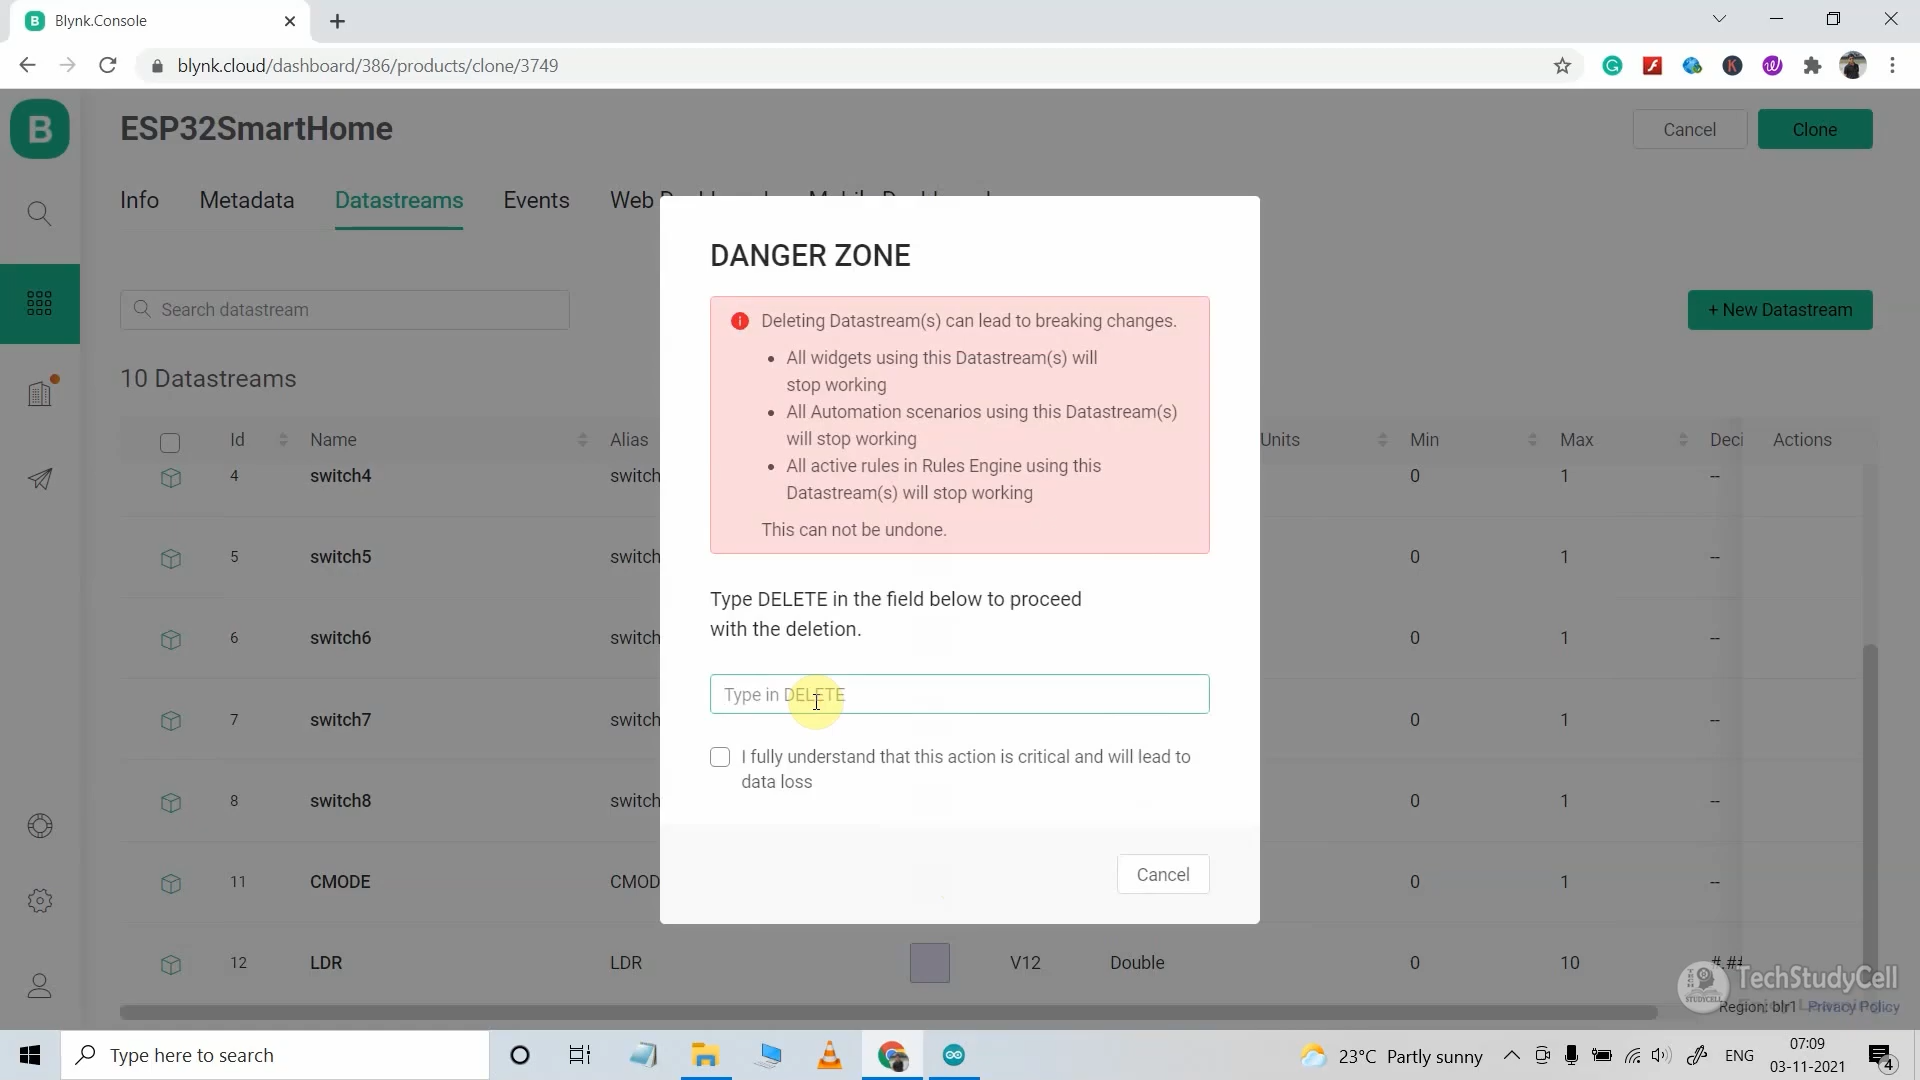 Blynk.Console
blynk.cloud/dashboard/386/products/clone/3749
B
ESP32SmartHome
Cancel
Clone
Info
Metadata
Datastreams
Events
Web
Search datastream
+ New Datastream
10 Datastreams
Id
Name
Alias
Units
Min
Max
Deci
Actions
4
switch4
switch
0
1
--
5
switch5
switch
0
1
--
6
switch6
switch
0
1
--
7
switch7
switch
0
1
--
8
switch8
switch
0
1
--
11
CMODE
CMOD
0
1
--
12
LDR
LDR
V12
Double
0
10
#.##
DANGER ZONE
Deleting Datastream(s) can lead to breaking changes.
• All widgets using this Datastream(s) will
stop working
• All Automation scenarios using this Datastream(s)
will stop working
• All active rules in Rules Engine using this
Datastream(s) will stop working
This can not be undone.
Type DELETE in the field below to proceed
with the deletion.
Type in DELETE
I fully understand that this action is critical and will lead to
data loss
Cancel
TechStudyCell
Region: blr1 Privacy Policy
Type here to search
23°C Partly sunny
ENG
07:09
03-11-2021
4